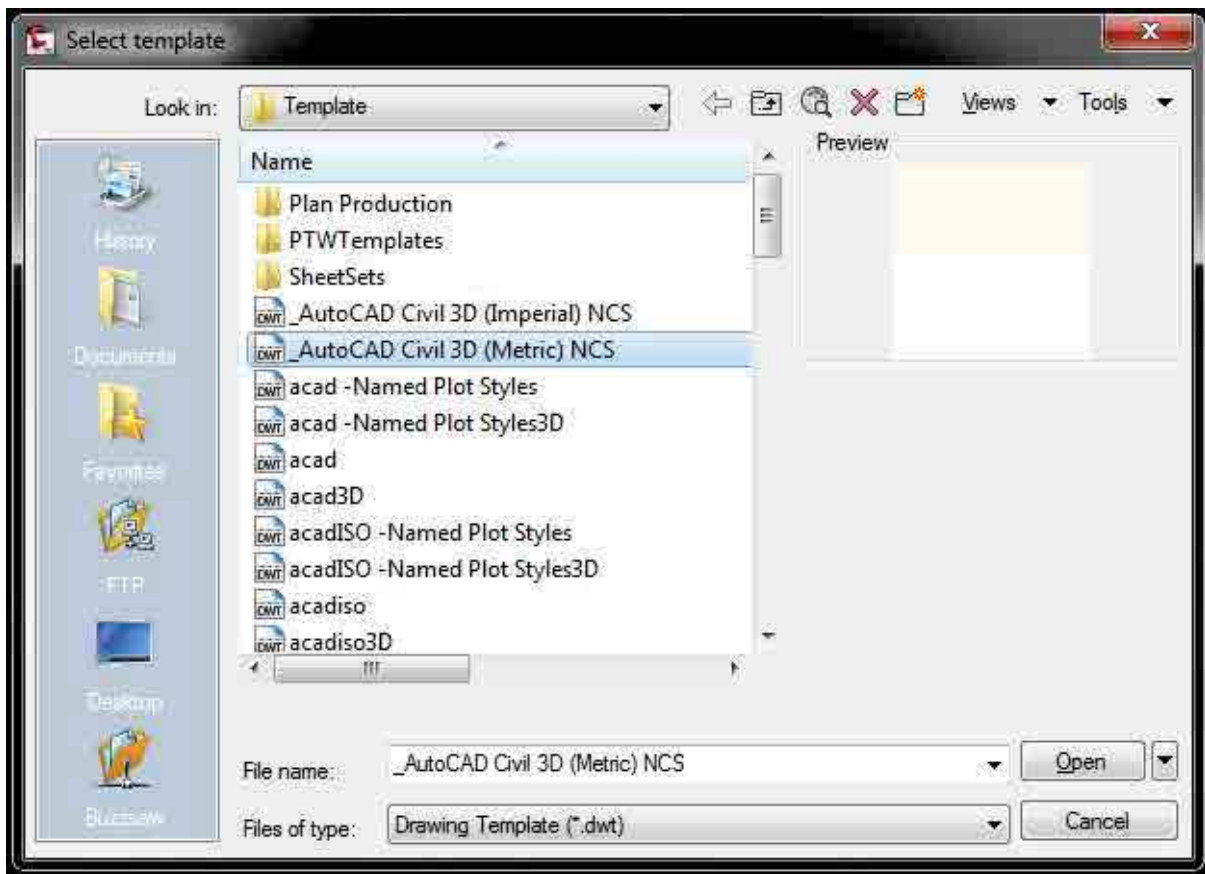 Select template
Look in: Template Views Tools
Preview
Name
Plan Production
PTWTemplates
SheetSets
_AutoCAD Civil 3D (Imperial) NCS
_AutoCAD Civil 3D (Metric) NCS
acad -Named Plot Styles
acad -Named Plot Styles3D
acad
acad3D
acadISO -Named Plot Styles
acadISO -Named Plot Styles3D
acadiso
acadiso3D
History
Documents
Favorites
FTP
Desktop
Buzzsaw
File name: _AutoCAD Civil 3D (Metric) NCS Open
Files of type: Drawing Template (*.dwt) Cancel